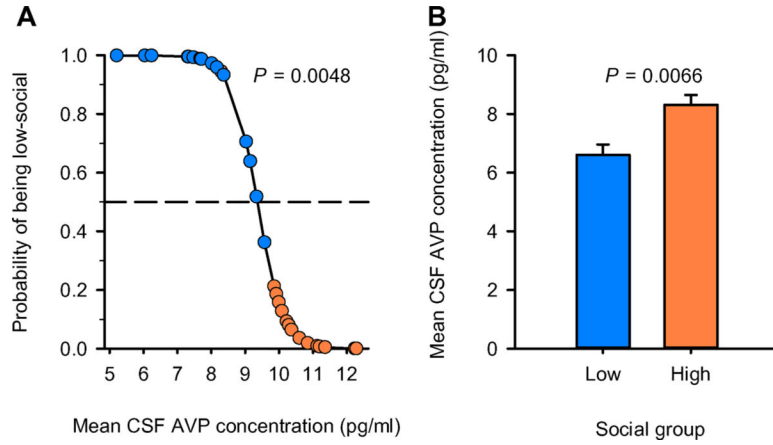 A
Probability of being low-social
1.0
0.8
0.6
0.4
0.2
0.0
P = 0.0048
5 6 7 8 9 10 11 12
Mean CSF AVP concentration (pg/ml)
B
Mean CSF AVP concentration (pg/ml)
10
8
6
4
2
0
P = 0.0066
Low High
Social group